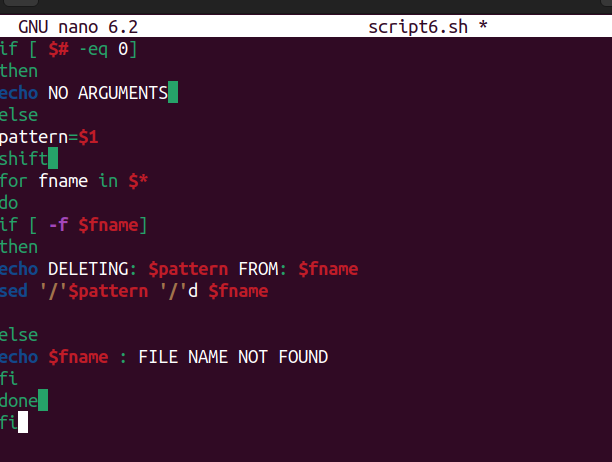 GNU nano 6.2 script6.sh *
if [ $# -eq 0]
then
echo NO ARGUMENTS
else
pattern=$1
shift
for fname in $*
do
if [ -f $fname]
then
echo DELETING: $pattern FROM: $fname
sed '/'$pattern '/'d $fname
else
echo $fname : FILE NAME NOT FOUND
fi
done
fi